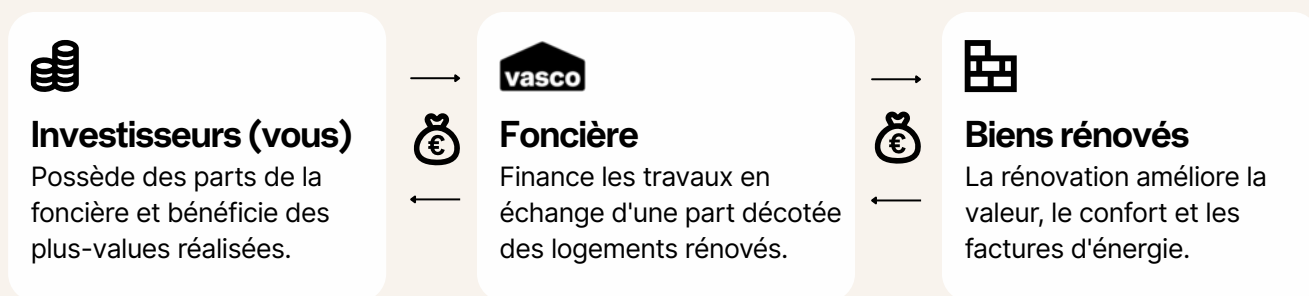 Investisseurs (vous)
Possède des parts de la
foncière et bénéficie des
plus-values réalisées.
€
vasco
Foncière
Finance les travaux en
échange d'une part décotée
des logements rénovés.
€
Biens rénovés
La rénovation améliore la
valeur, le confort et les
factures d'énergie.